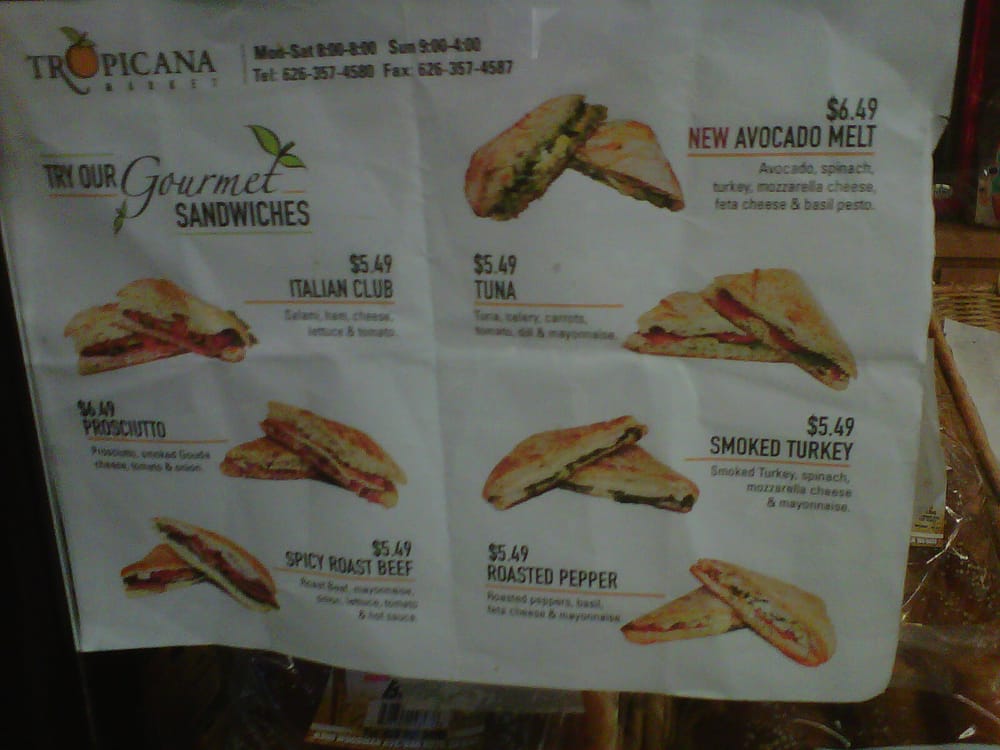 TROPICANA
MARKET
Mon-Sat 8:00-8:00 Sun 9:00-4:00
Tel: 626-357-4580 Fax: 626-357-4587
TRY OUR Gourmet
SANDWICHES
$6.49
NEW AVOCADO MELT
Avocado, spinach,
turkey, mozzarella cheese,
feta cheese & basil pesto.
$5.49
ITALIAN CLUB
Salami, ham, cheese,
lettuce & tomato.
$5.49
TUNA
Tuna, celery, carrots,
tomato, dill & mayonnaise.
$6.49
PROSCIUTTO
Prosciutto, smoked Gouda
cheese, tomato & onion.
$5.49
SMOKED TURKEY
Smoked Turkey, spinach,
mozzarella cheese
& mayonnaise.
$5.49
SPICY ROAST BEEF
Roast Beef, mayonnaise,
onion, lettuce, tomato
& hot sauce.
$5.49
ROASTED PEPPER
Roasted peppers, basil,
feta cheese & mayonnaise